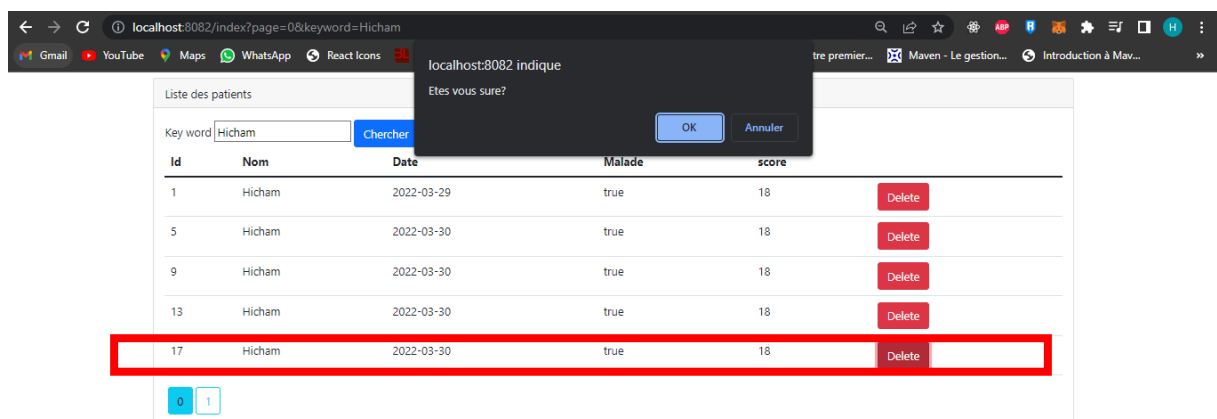 localhost:8082/index?page=0&keyword=Hicham
Gmail YouTube Maps WhatsApp React Icons tre premier... Maven - Le gestion... Introduction à Mav... »
localhost:8082 indique
Etes vous sure?
OK Annuler
Liste des patients
Key word Hicham Chercher
Id Nom Date Malade score
1 Hicham 2022-03-29 true 18 Delete
5 Hicham 2022-03-30 true 18 Delete
9 Hicham 2022-03-30 true 18 Delete
13 Hicham 2022-03-30 true 18 Delete
17 Hicham 2022-03-30 true 18 Delete
0 1